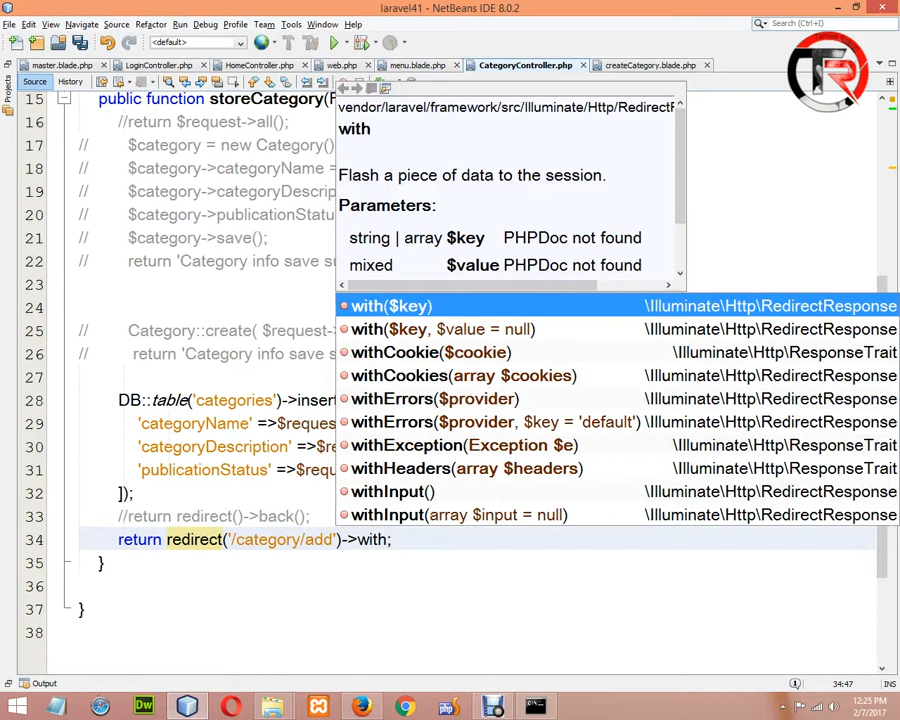 laravel41 - NetBeans IDE 8.0.2
File Edit View Navigate Source Refactor Run Debug Profile Team Tools Window Help
<default>
Search (Ctrl+I)
master.blade.php LoginController.php HomeController.php web.php menu.blade.php CategoryController.php createCategory.blade.php
Source History
Projects
15 public function storeCategory(
16 //return $request->all();
17 // $category = new Category()
18 // $category->categoryName =
19 // $category->categoryDescrip
20 // $category->publicationStatu
21 // $category->save();
22 // return 'Category info save su
23
24
25 // Category::create( $request-
26 // return 'Category info save s
27
28 DB::table('categories')->insert
29 'categoryName' =>$reques
30 'categoryDescription' =>$re
31 'publicationStatus' =>$requ
32 ]);
33 //return redirect()->back();
34 return redirect('/category/add')->with;
35 }
36
37 }
38
vendor/laravel/framework/src/Illuminate/Http/RedirectF
with
Flash a piece of data to the session.
Parameters:
string | array $key PHPDoc not found
mixed $value PHPDoc not found
with($key) \Illuminate\Http\RedirectResponse
with($key, $value = null) \Illuminate\Http\RedirectResponse
withCookie($cookie) \Illuminate\Http\ResponseTrait
withCookies(array $cookies) \Illuminate\Http\RedirectResponse
withErrors($provider) \Illuminate\Http\RedirectResponse
withErrors($provider, $key = 'default') \Illuminate\Http\RedirectResponse
withException(Exception $e) \Illuminate\Http\ResponseTrait
withHeaders(array $headers) \Illuminate\Http\ResponseTrait
withInput() \Illuminate\Http\RedirectResponse
withInput(array $input = null) \Illuminate\Http\RedirectResponse
Output
34:47 INS
Dw
php
12:25 PM
2/7/2017